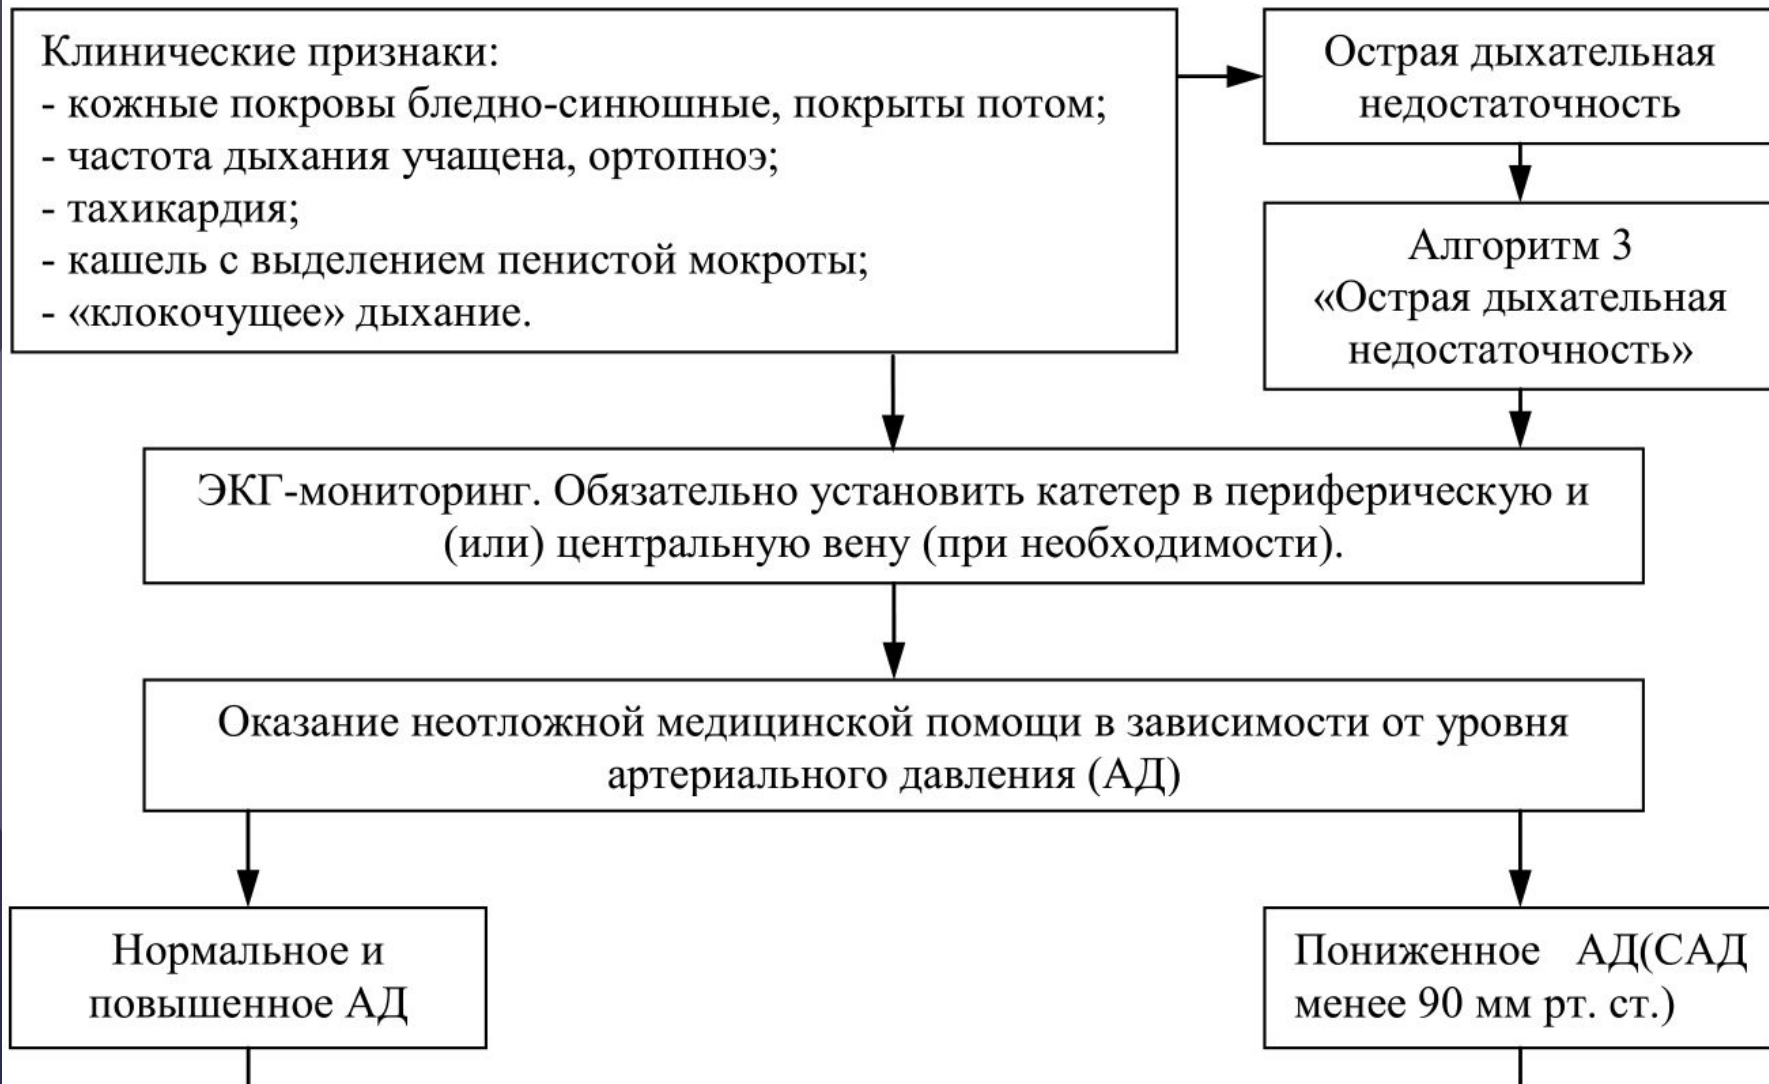 Клинические признаки:
- кожные покровы бледно-синюшные, покрыты потом;
- частота дыхания учащена, ортопноэ;
- тахикардия;
- кашель с выделением пенистой мокроты;
- «клокочущее» дыхание.
Острая дыхательная
недостаточность
Алгоритм 3
«Острая дыхательная
недостаточность»
ЭКГ-мониторинг. Обязательно установить катетер в периферическую и
(или) центральную вену (при необходимости).
Оказание неотложной медицинской помощи в зависимости от уровня
артериального давления (АД)
Нормальное и
повышенное АД
Пониженное АД(САД
менее 90 мм рт. ст.)